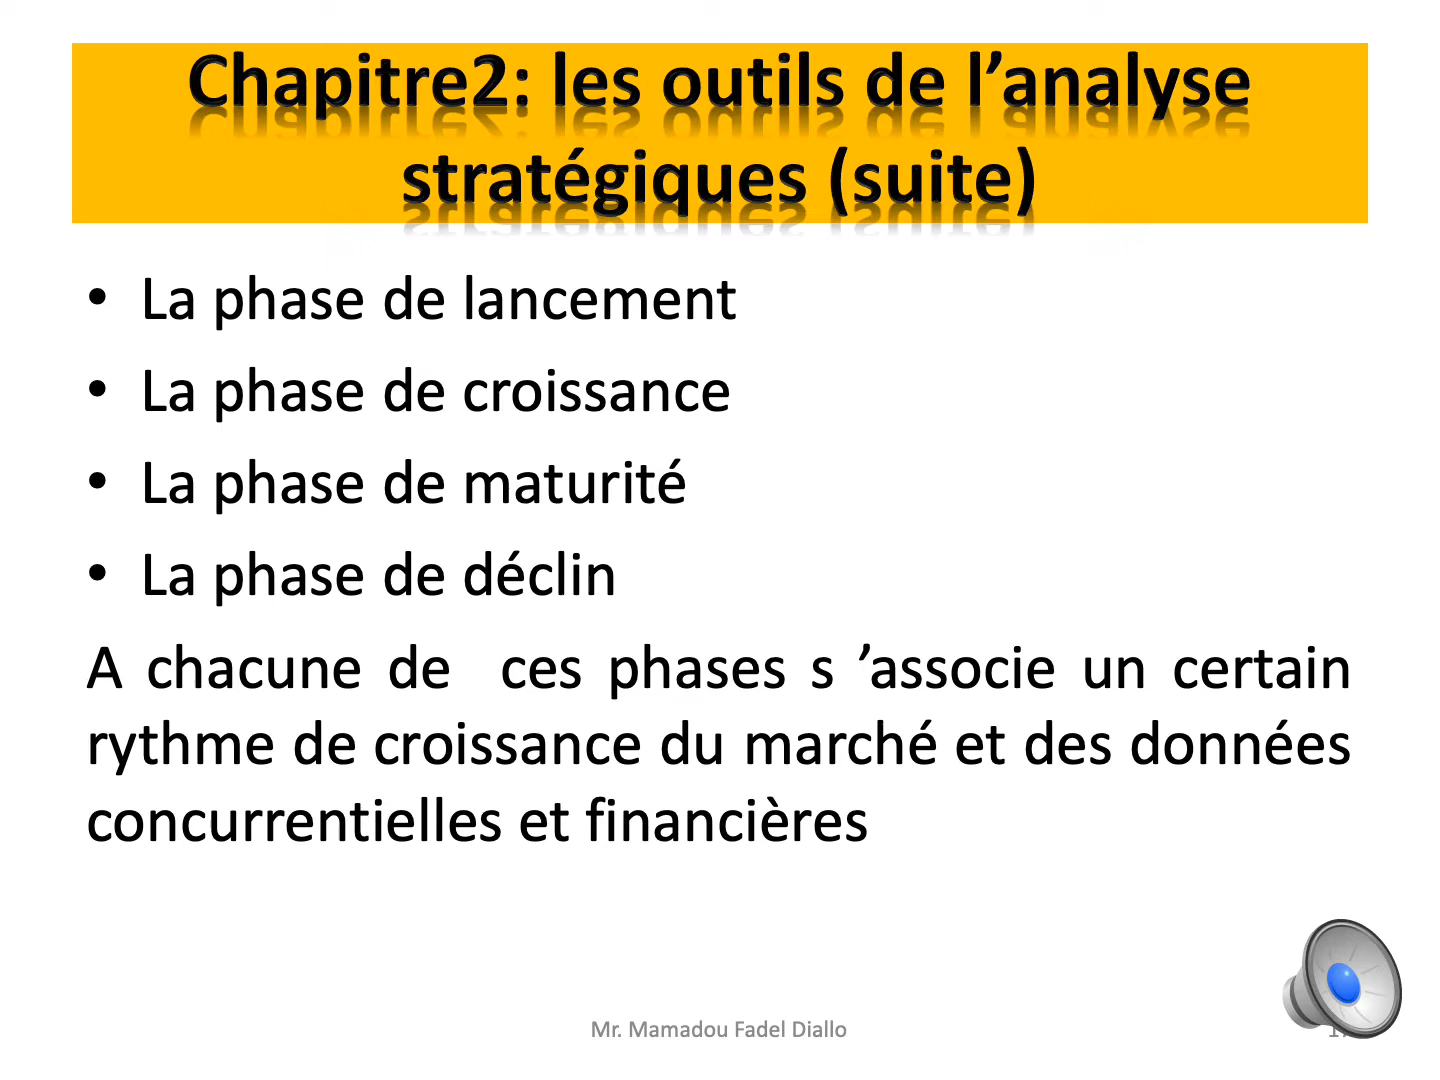 Chapitre2: les outils de l’analyse
stratégiques (suite)
• La phase de lancement
• La phase de croissance
• La phase de maturité
• La phase de déclin
A chacune de ces phases s ’associe un certain
rythme de croissance du marché et des données
concurrentielles et financières
Mr. Mamadou Fadel Diallo